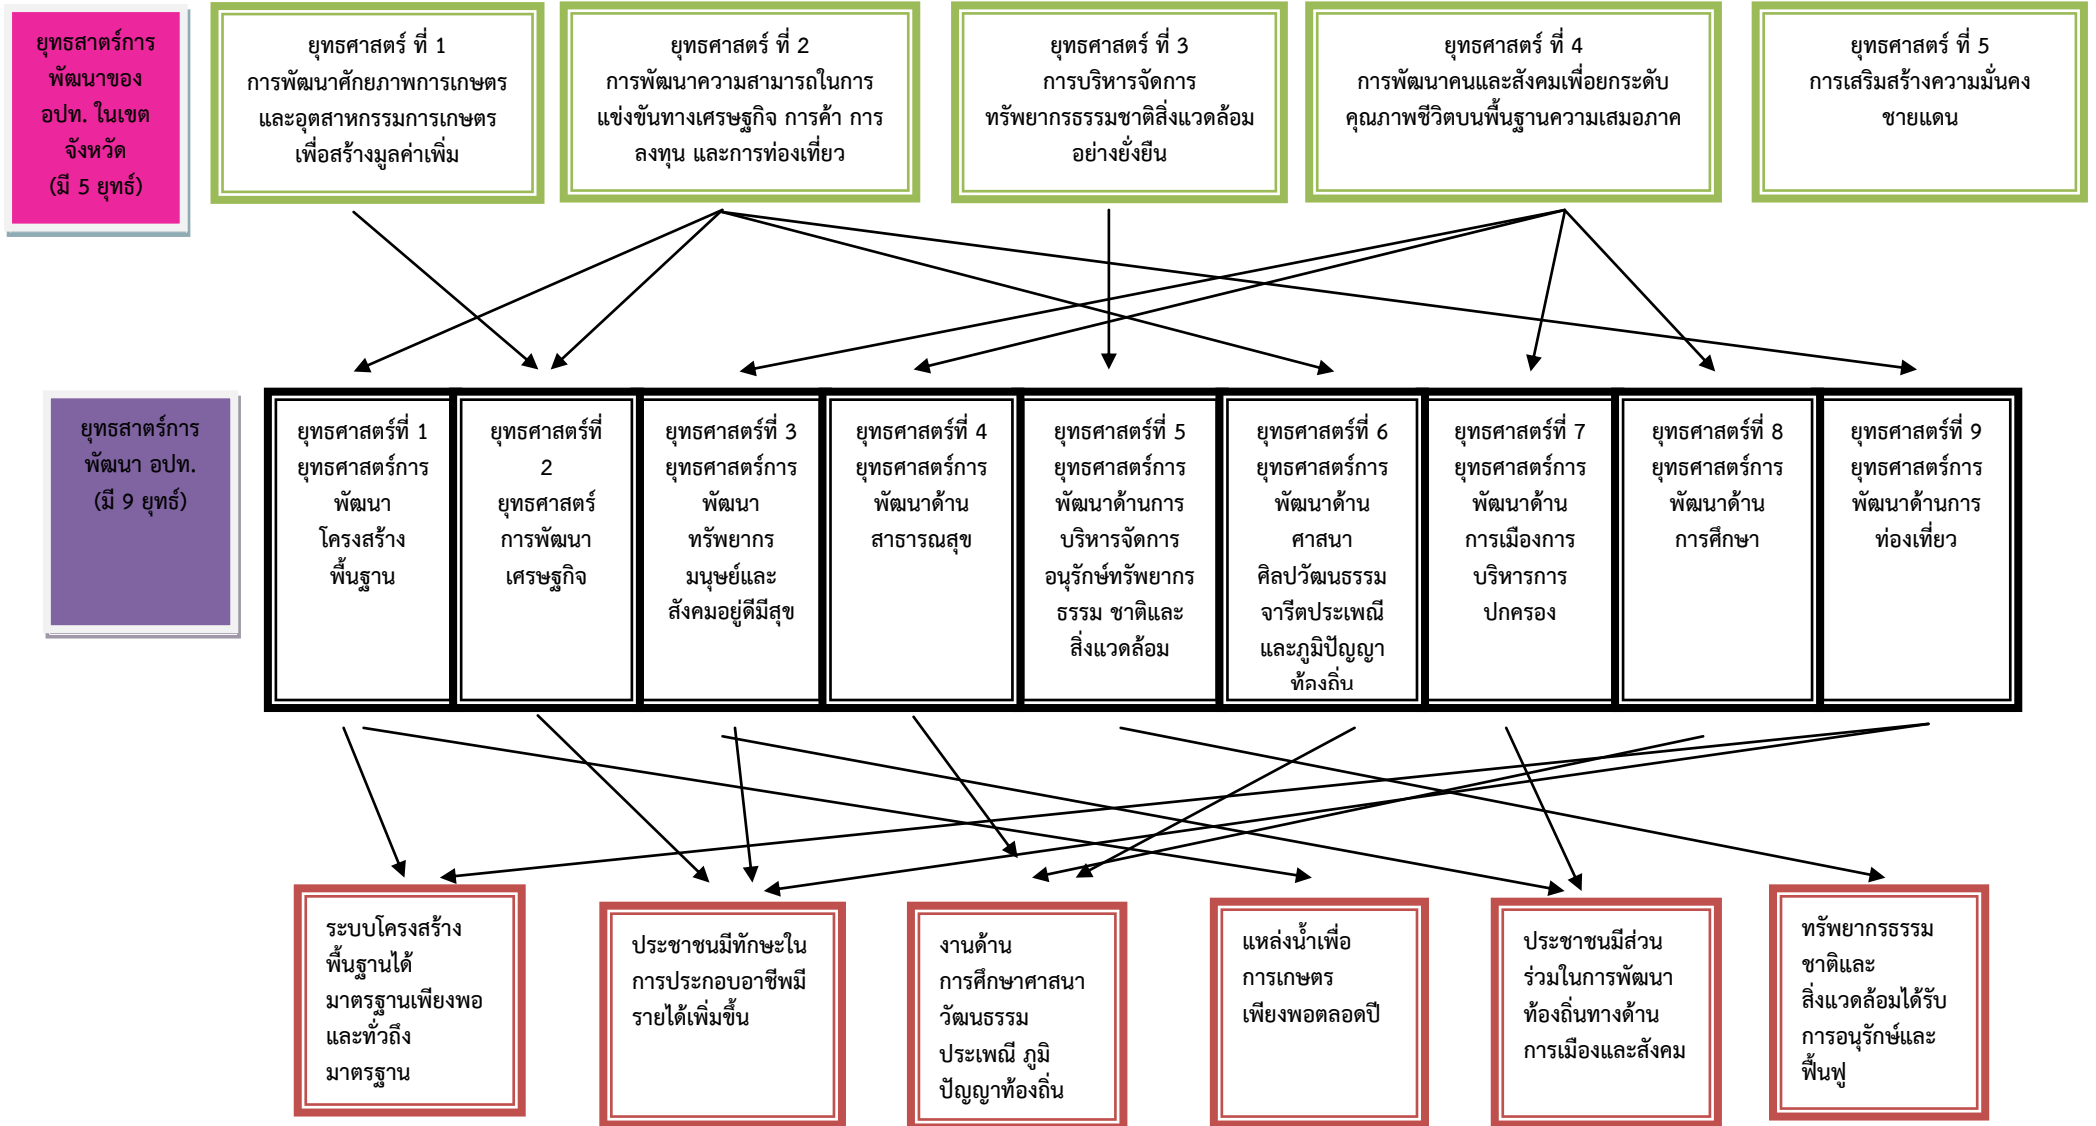 ยุทธสาตร์การ
พัฒนาของ
อปท. ในเขต
จังหวัด
(มี 5 ยุทธ์)
ยุทธศาสตร์ ที่ 1
การพัฒนาศักยภาพการเกษตร
และอุตสาหกรรมการเกษตร
เพื่อสร้างมูลค่าเพิ่ม
ยุทธศาสตร์ ที่ 2
การพัฒนาความสามารถในการ
แข่งขันทางเศรษฐกิจ การค้า การ
ลงทุน และการท่องเที่ยว
ยุทธศาสตร์ ที่ 3
การบริหารจัดการ
ทรัพยากรธรรมชาติสิ่งแวดล้อม
อย่างยั่งยืน
ยุทธศาสตร์ ที่ 4
การพัฒนาคนและสังคมเพื่อยกระดับ
คุณภาพชีวิตบนพื้นฐานความเสมอภาค
ยุทธศาสตร์ ที่ 5
การเสริมสร้างความมั่นคง
ชายแดน
ยุทธสาตร์การ
พัฒนา อปท.
(มี 9 ยุทธ์)
ยุทธศาสตร์ที่ 1
ยุทธศาสตร์การ
พัฒนา
โครงสร้าง
พื้นฐาน
ยุทธศาสตร์ที่
2
ยุทธศาสตร์
การพัฒนา
เศรษฐกิจ
ยุทธศาสตร์ที่ 3
ยุทธศาสตร์การ
พัฒนา
ทรัพยากร
มนุษย์และ
สังคมอยู่ดีมีสุข
ยุทธศาสตร์ที่ 4
ยุทธศาสตร์การ
พัฒนาด้าน
สาธารณสุข
ยุทธศาสตร์ที่ 5
ยุทธศาสตร์การ
พัฒนาด้านการ
บริหารจัดการ
อนุรักษ์ทรัพยากร
ธรรม ชาติและ
สิ่งแวดล้อม
ยุทธศาสตร์ที่ 6
ยุทธศาสตร์การ
พัฒนาด้าน
ศาสนา
ศิลปวัฒนธรรม
จารีตประเพณี
และภูมิปัญญา
ท้องถิ่น
ยุทธศาสตร์ที่ 7
ยุทธศาสตร์การ
พัฒนาด้าน
การเมืองการ
บริหารการ
ปกครอง
ยุทธศาสตร์ที่ 8
ยุทธศาสตร์การ
พัฒนาด้าน
การศึกษา
ยุทธศาสตร์ที่ 9
ยุทธศาสตร์การ
พัฒนาด้านการ
ท่องเที่ยว
ระบบโครงสร้าง
พื้นฐานได้
มาตรฐานเพียงพอ
และทั่วถึง
มาตรฐาน
ประชาชนมีทักษะใน
การประกอบอาชีพมี
รายได้เพิ่มขึ้น
งานด้าน
การศึกษาศาสนา
วัฒนธรรม
ประเพณี ภูมิ
ปัญญาท้องถิ่น
แหล่งน้ำเพื่อ
การเกษตร
เพียงพอตลอดปี
ประชาชนมีส่วน
ร่วมในการพัฒนา
ท้องถิ่นทางด้าน
การเมืองและสังคม
ทรัพยากรธรรม
ชาติและ
สิ่งแวดล้อมได้รับ
การอนุรักษ์และ
ฟื้นฟู